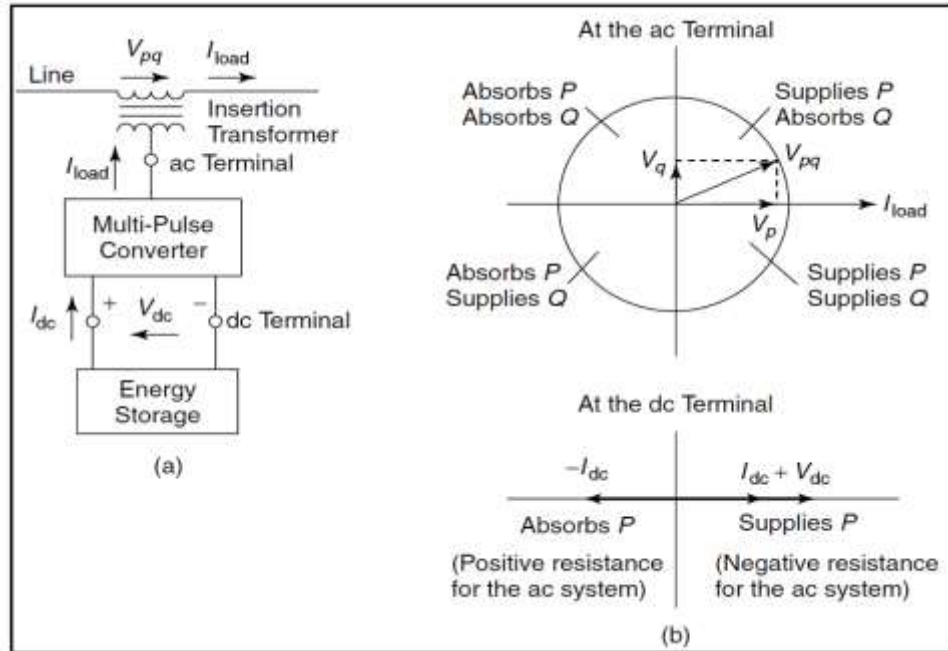 V_pq I_load
Line
Insertion
Transformer
I_load
ac Terminal
Multi-Pulse
Converter
I_dc + V_dc −
dc Terminal
Energy
Storage
(a)
At the ac Terminal
Absorbs P
Absorbs Q
Supplies P
Absorbs Q
V_q
V_pq
I_load
V_p
Absorbs P
Supplies Q
Supplies P
Supplies Q
At the dc Terminal
−I_dc
I_dc + V_dc
Absorbs P
Supplies P
(Positive resistance
for the ac system)
(Negative resistance
for the ac system)
(b)